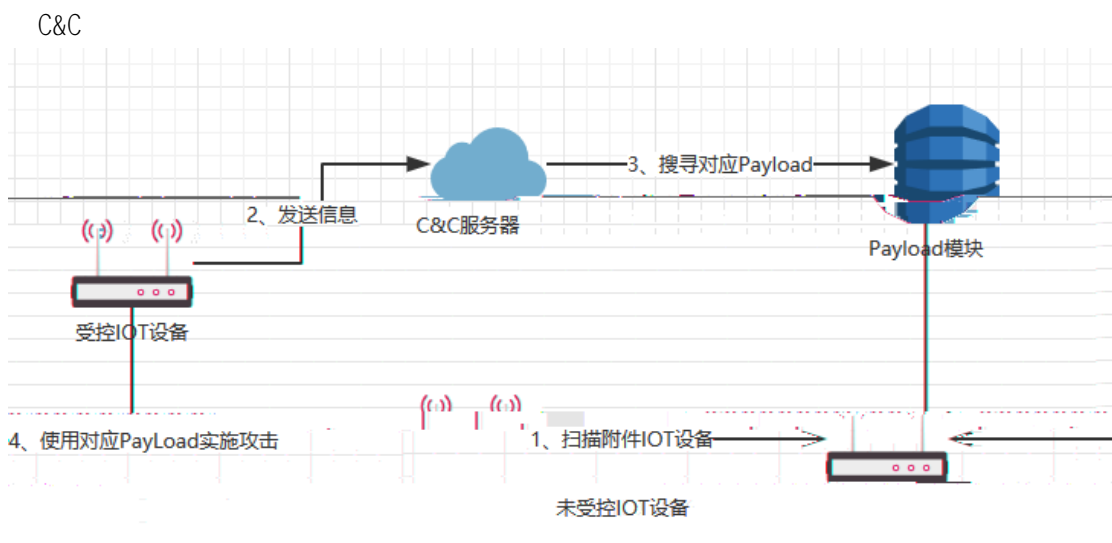 C&C
3、搜寻对应Payload
2、发送信息
C&C服务器
Payload模块
受控IOT设备
4、使用对应PayLoad实施攻击
1、扫描附件IOT设备
未受控IOT设备